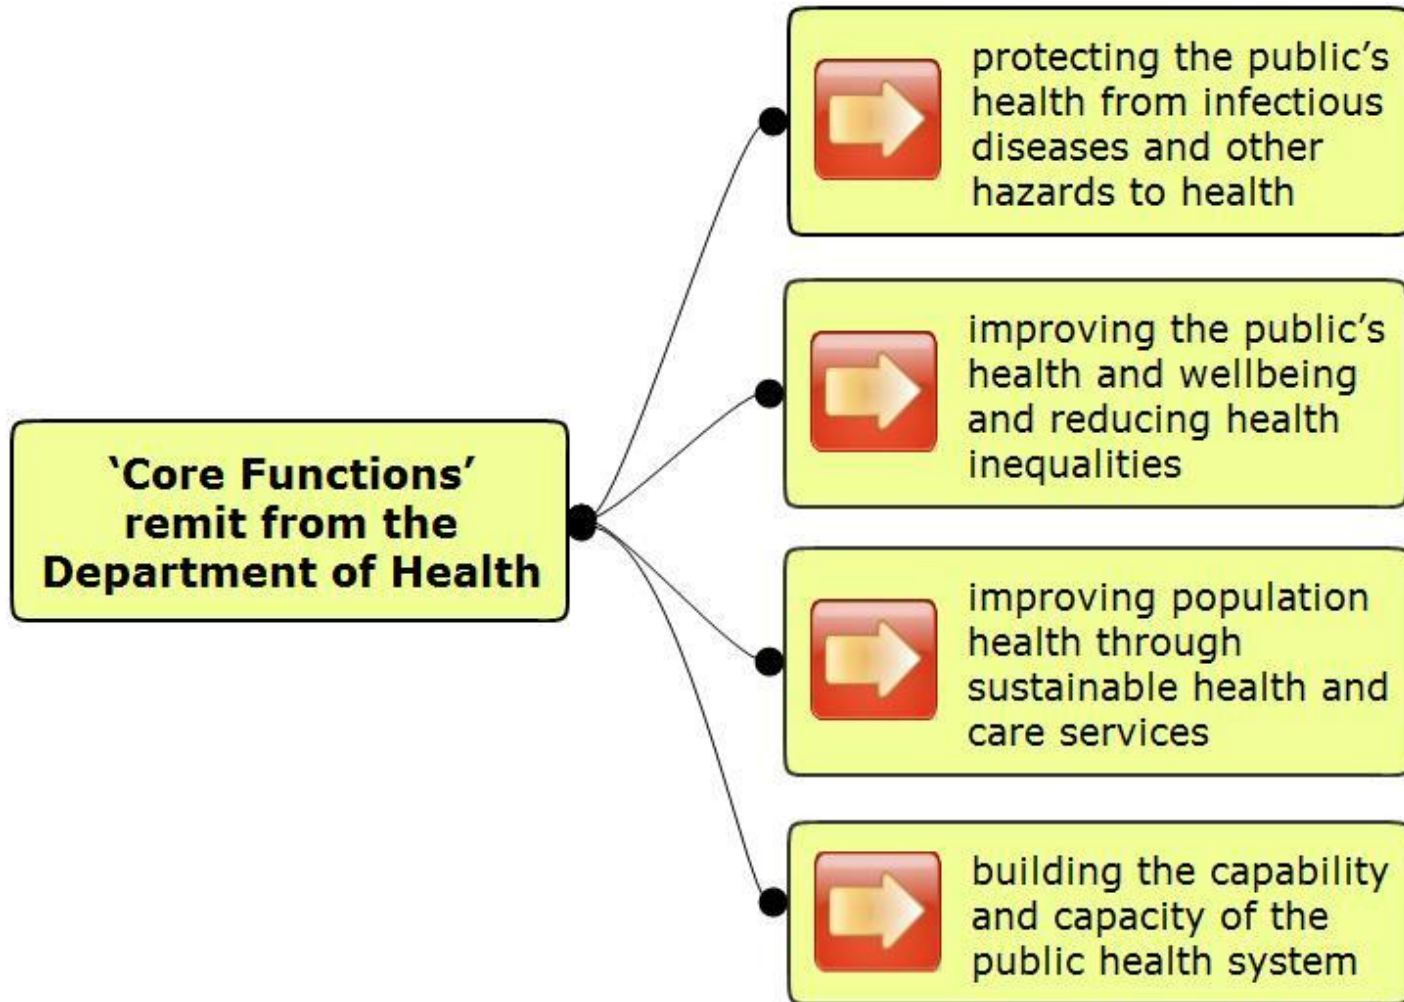 ‘Core Functions’
remit from the
Department of Health
protecting the public’s
health from infectious
diseases and other
hazards to health
improving the public’s
health and wellbeing
and reducing health
inequalities
improving population
health through
sustainable health and
care services
building the capability
and capacity of the
public health system